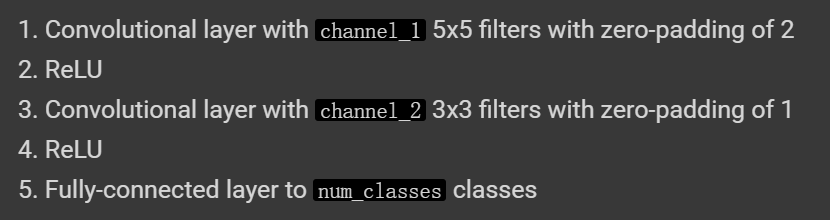 1. Convolutional layer with channel_1 5x5 filters with zero-padding of 2
2. ReLU
3. Convolutional layer with channel_2 3x3 filters with zero-padding of 1
4. ReLU
5. Fully-connected layer to num_classes classes